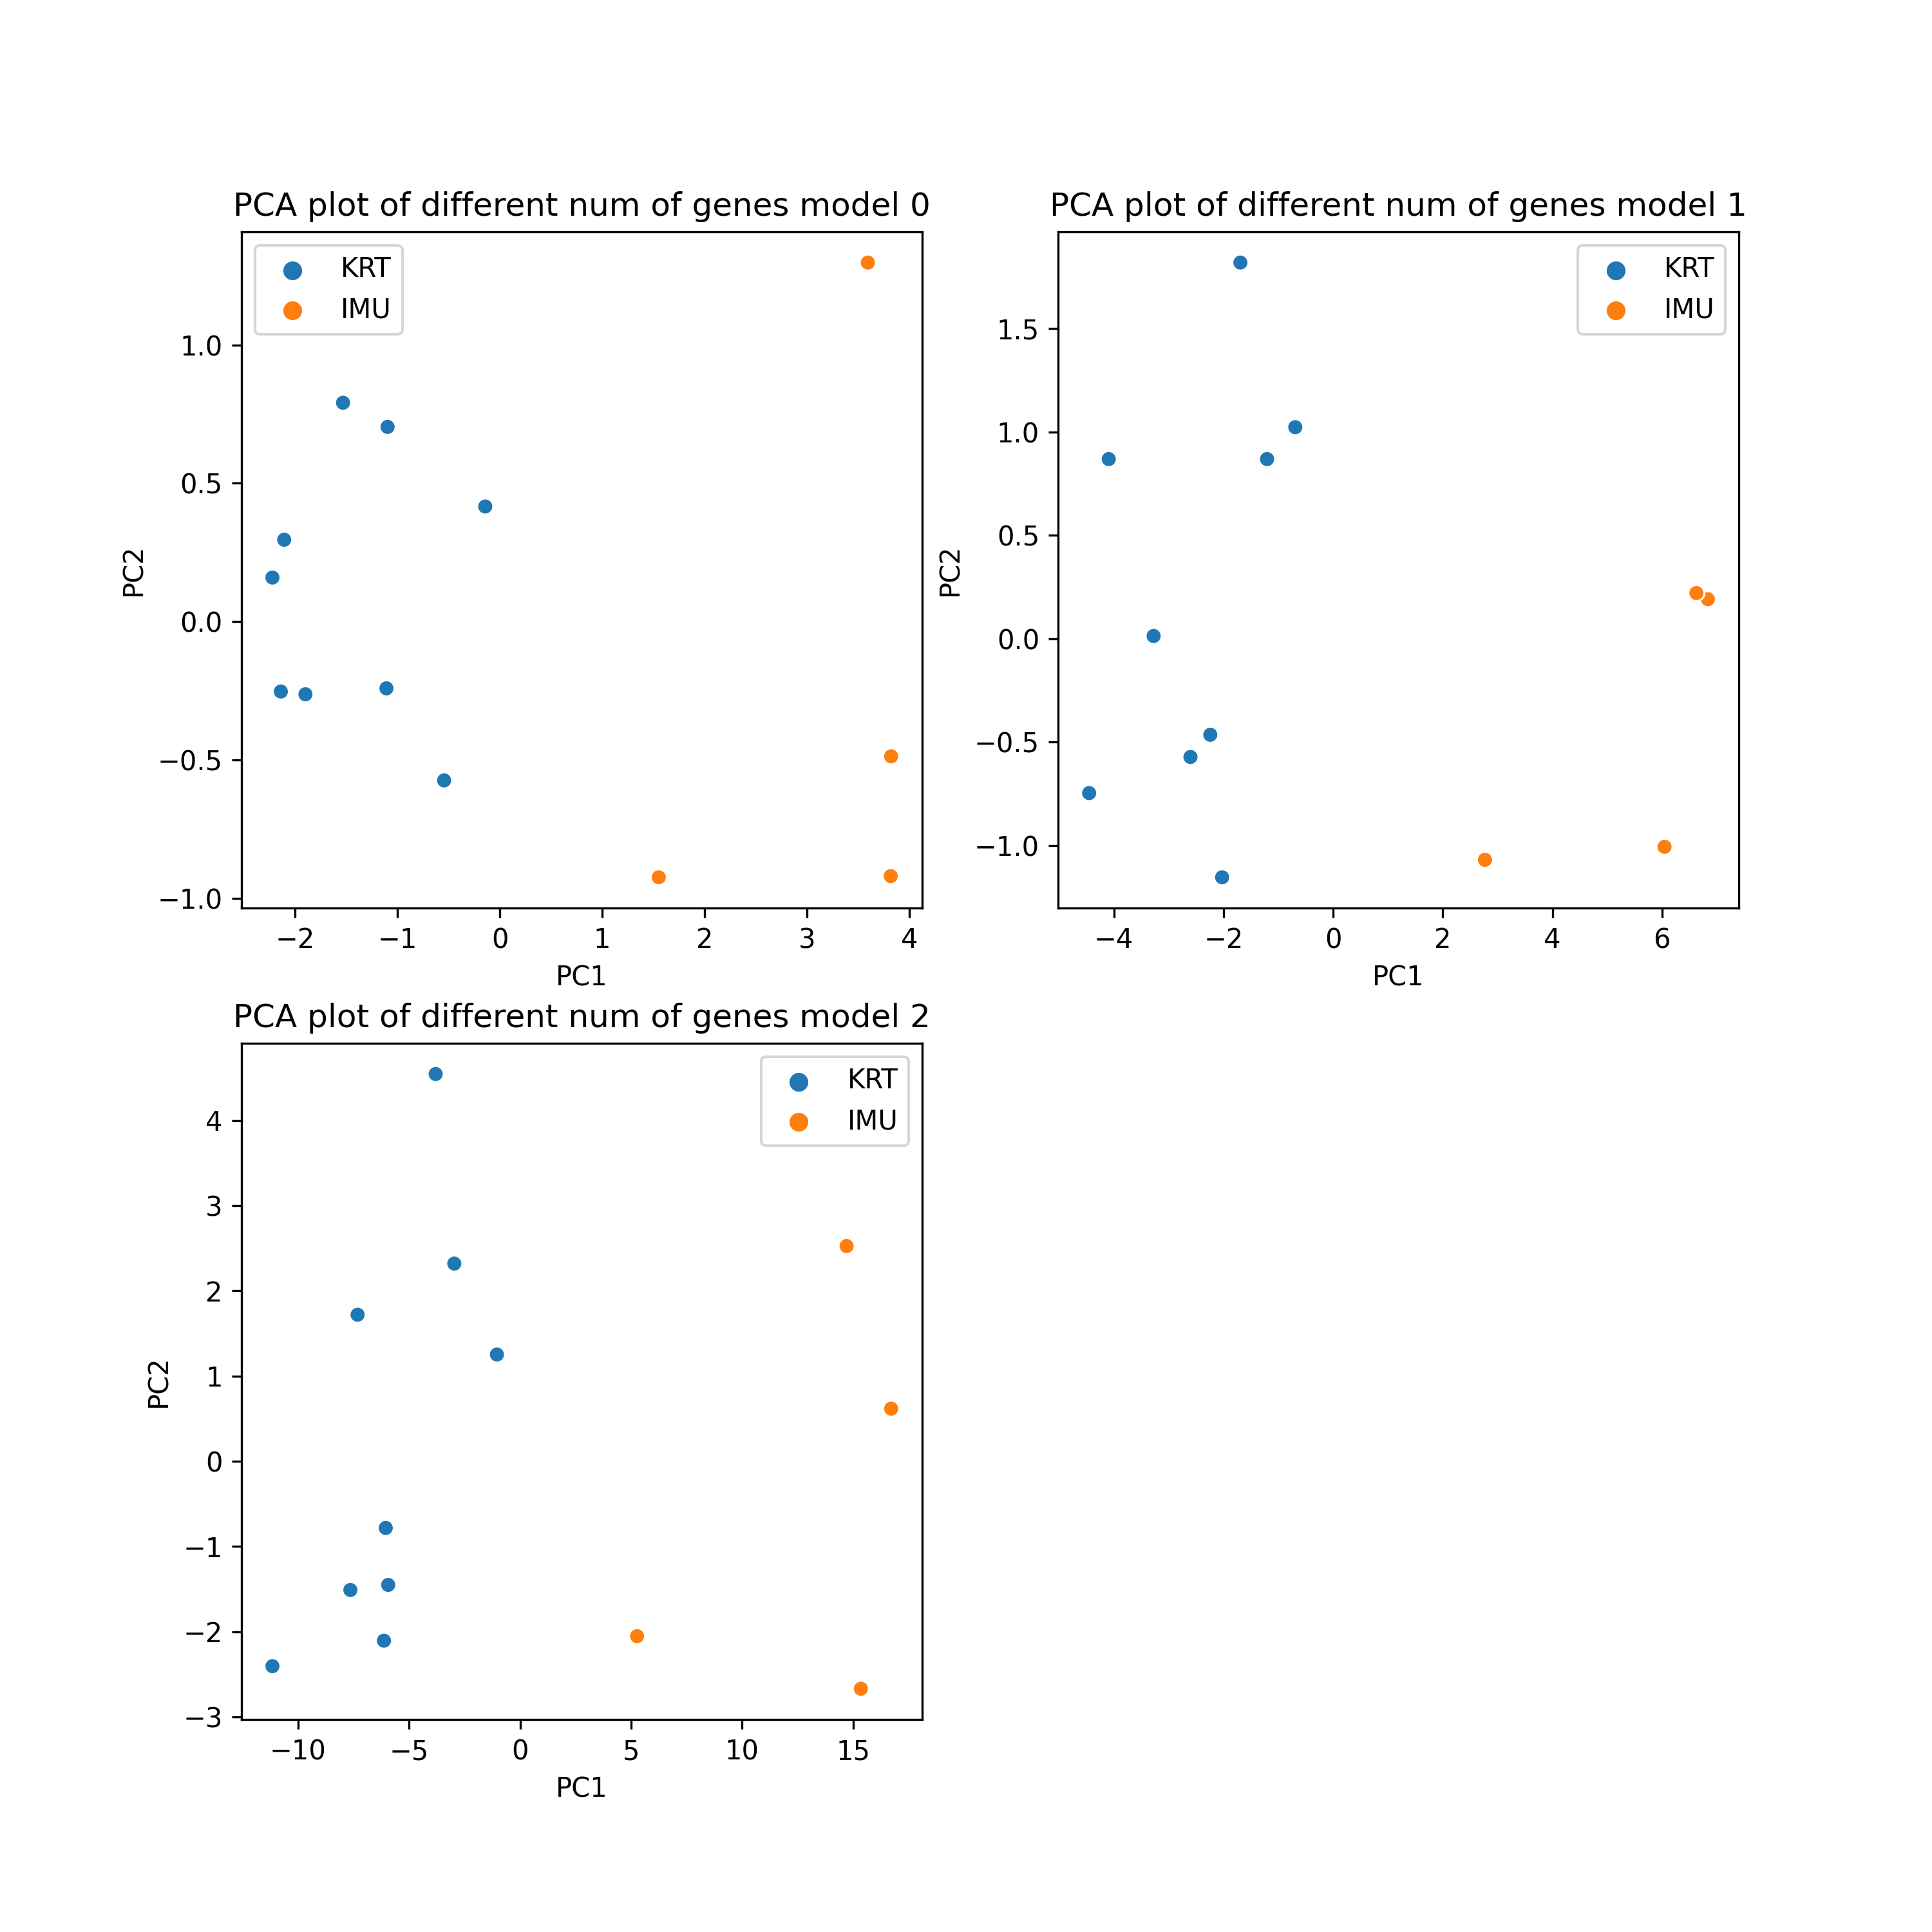 PCA plot of different num of genes model 0
KRT
IMU
1.0
0.5
0.0
−0.5
−1.0
PC2
−2 −1 0 1 2 3 4
PC1
PCA plot of different num of genes model 1
KRT
IMU
1.5
1.0
0.5
0.0
−0.5
−1.0
PC2
−4 −2 0 2 4 6
PC1
PCA plot of different num of genes model 2
KRT
IMU
4
3
2
1
0
−1
−2
−3
PC2
−10 −5 0 5 10 15
PC1